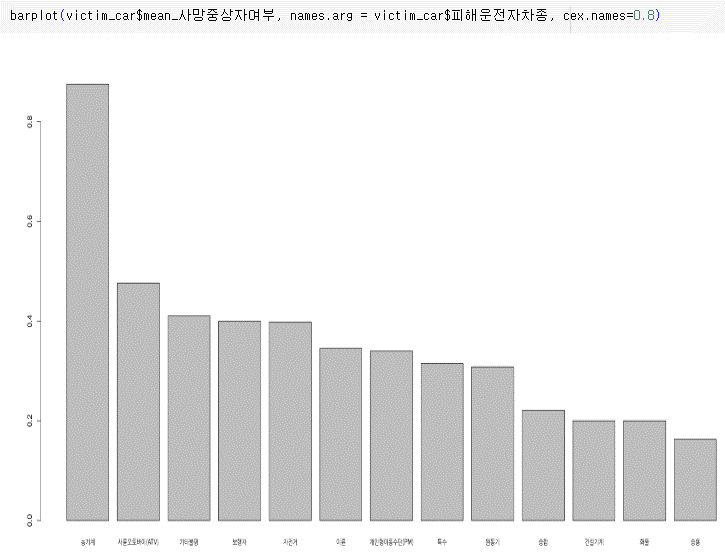 barplot(victim_car$mean_사망중상자여부, names.arg = victim_car$피해운전자차종, cex.names=0.8)
0.8
0.6
0.4
0.2
0.0
농기계 사륜오토바이(ATV) 기타불명 보행자 자전거 이륜 개인형이동수단(PM) 특수 원동기 승합 건설기계 화물 승용